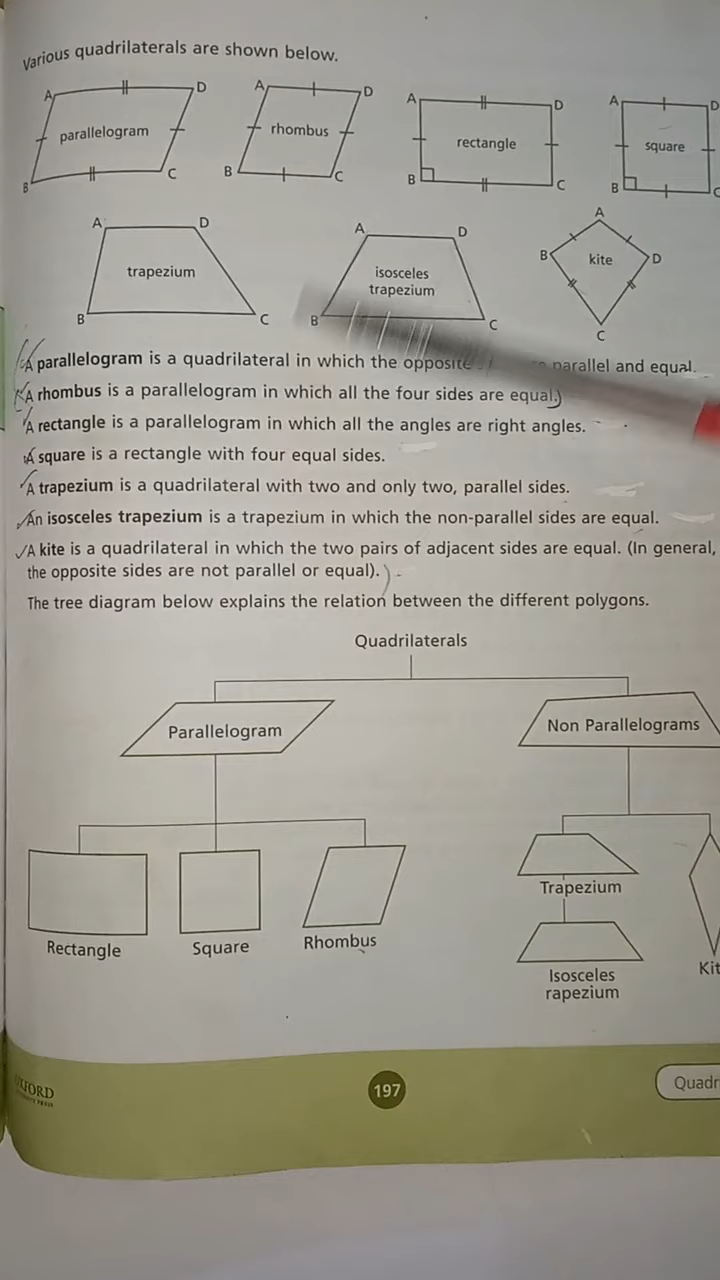 Various quadrilaterals are shown below.
A D A D A D A D
parallelogram rhombus rectangle square
B C B C B C B C
A D A D A
trapezium isosceles trapezium B kite D
B C B C C
A parallelogram is a quadrilateral in which the opposite parallel and equal.
A rhombus is a parallelogram in which all the four sides are equal.
A rectangle is a parallelogram in which all the angles are right angles.
A square is a rectangle with four equal sides.
A trapezium is a quadrilateral with two and only two, parallel sides.
An isosceles trapezium is a trapezium in which the non-parallel sides are equal.
A kite is a quadrilateral in which the two pairs of adjacent sides are equal. (In general,
the opposite sides are not parallel or equal).
The tree diagram below explains the relation between the different polygons.
Quadrilaterals
Parallelogram Non Parallelograms
Trapezium
Rectangle Square Rhombus
Kit
Isosceles
rapezium
OXFORD
197
Quadr